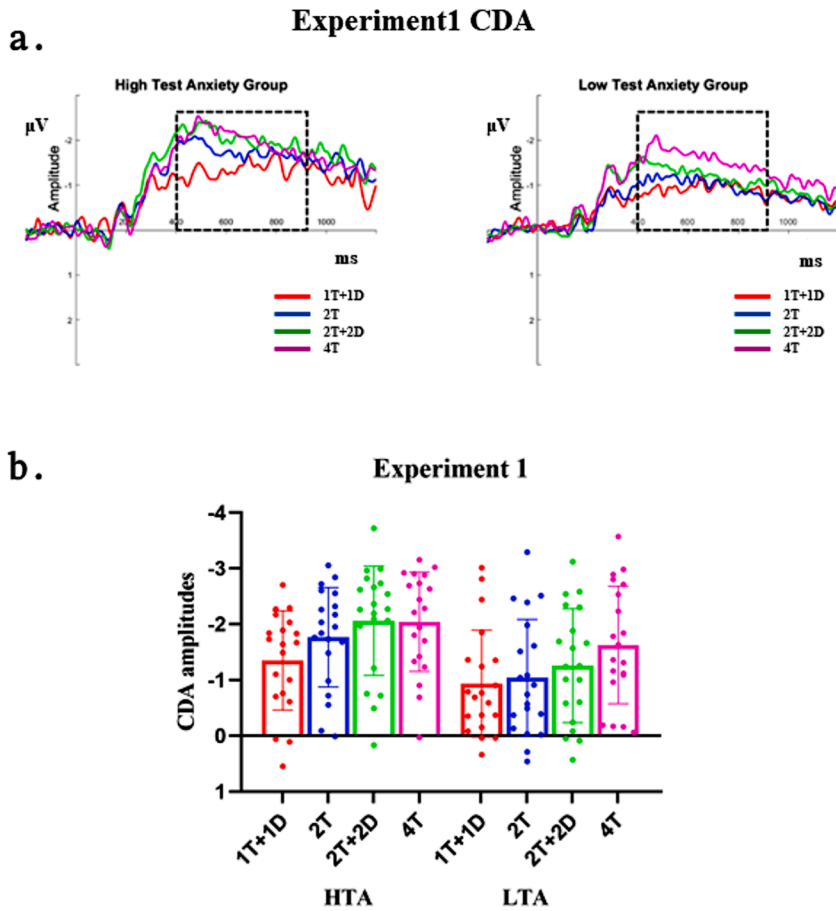 Experiment1 CDA
a.
High Test Anxiety Group
Low Test Anxiety Group
μV
μV
-2
-2
Amplitude
Amplitude
-1
-1
200
400
600
800
1000
400
600
800
1000
ms
ms
1
1
2
2
1T+1D
2T
2T+2D
4T
1T+1D
2T
2T+2D
4T
b.
Experiment 1
CDA amplitudes
-4
-3
-2
-1
0
1
1T+1D
2T
2T+2D
4T
1T+1D
2T
2T+2D
4T
HTA
LTA